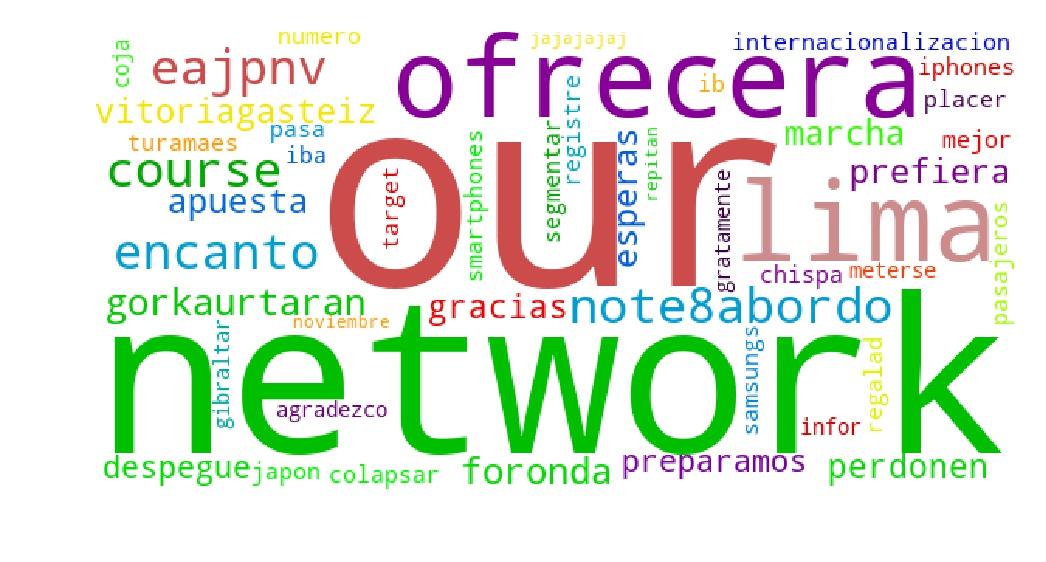 coja
numero
jajajajaj
internacionalizacion
eajpnv
ofrecera
ib
iphones
vitoriagasteiz
registre
placer
turamaes
pasa
iba
course
our
marcha
mejor
prefiera
apuesta
target
smartphones
segmentar
esperas
repitan
gratamente
lima
pasajeros
encanto
chispa
meterse
gorkaurtaran
gracias
note8abordo
noviembre
network
gibraltar
agradezco
samsungs
infor
regalad
despegue
japon
colapsar
foronda
preparamos
perdonen